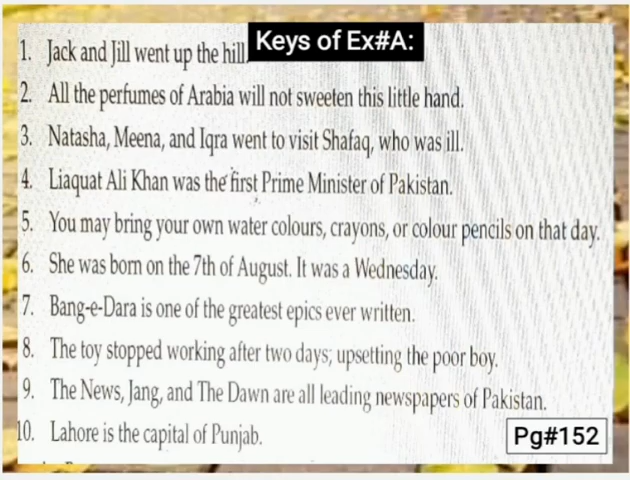 Keys of Ex#A:
1. Jack and Jill went up the hill.
2. All the perfumes of Arabia will not sweeten this little hand.
3. Natasha, Meena, and Iqra went to visit Shafaq, who was ill.
4. Liaquat Ali Khan was the first Prime Minister of Pakistan.
5. You may bring your own water colours, crayons, or colour pencils on that day.
6. She was born on the 7th of August. It was a Wednesday.
7. Bang-e-Dara is one of the greatest epics ever written.
8. The toy stopped working after two days; upsetting the poor boy.
9. The News, Jang, and The Dawn are all leading newspapers of Pakistan.
10. Lahore is the capital of Punjab.
Pg#152